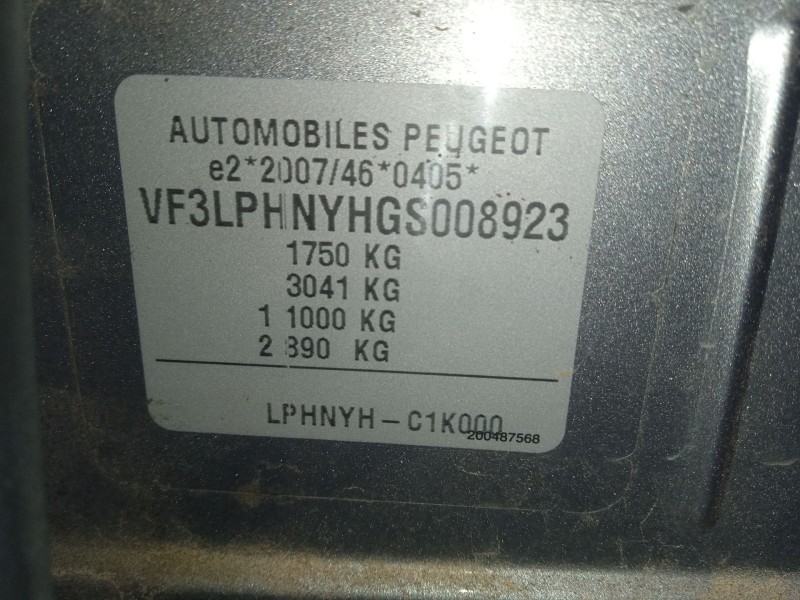 AUTOMOBILES PEUGEOT
e2*2007/46*0405*
VF3LPHNYHGS008923
1750 KG
3041 KG
1 1000 KG
2 890 KG
LPHNYH-C1K000
200487568